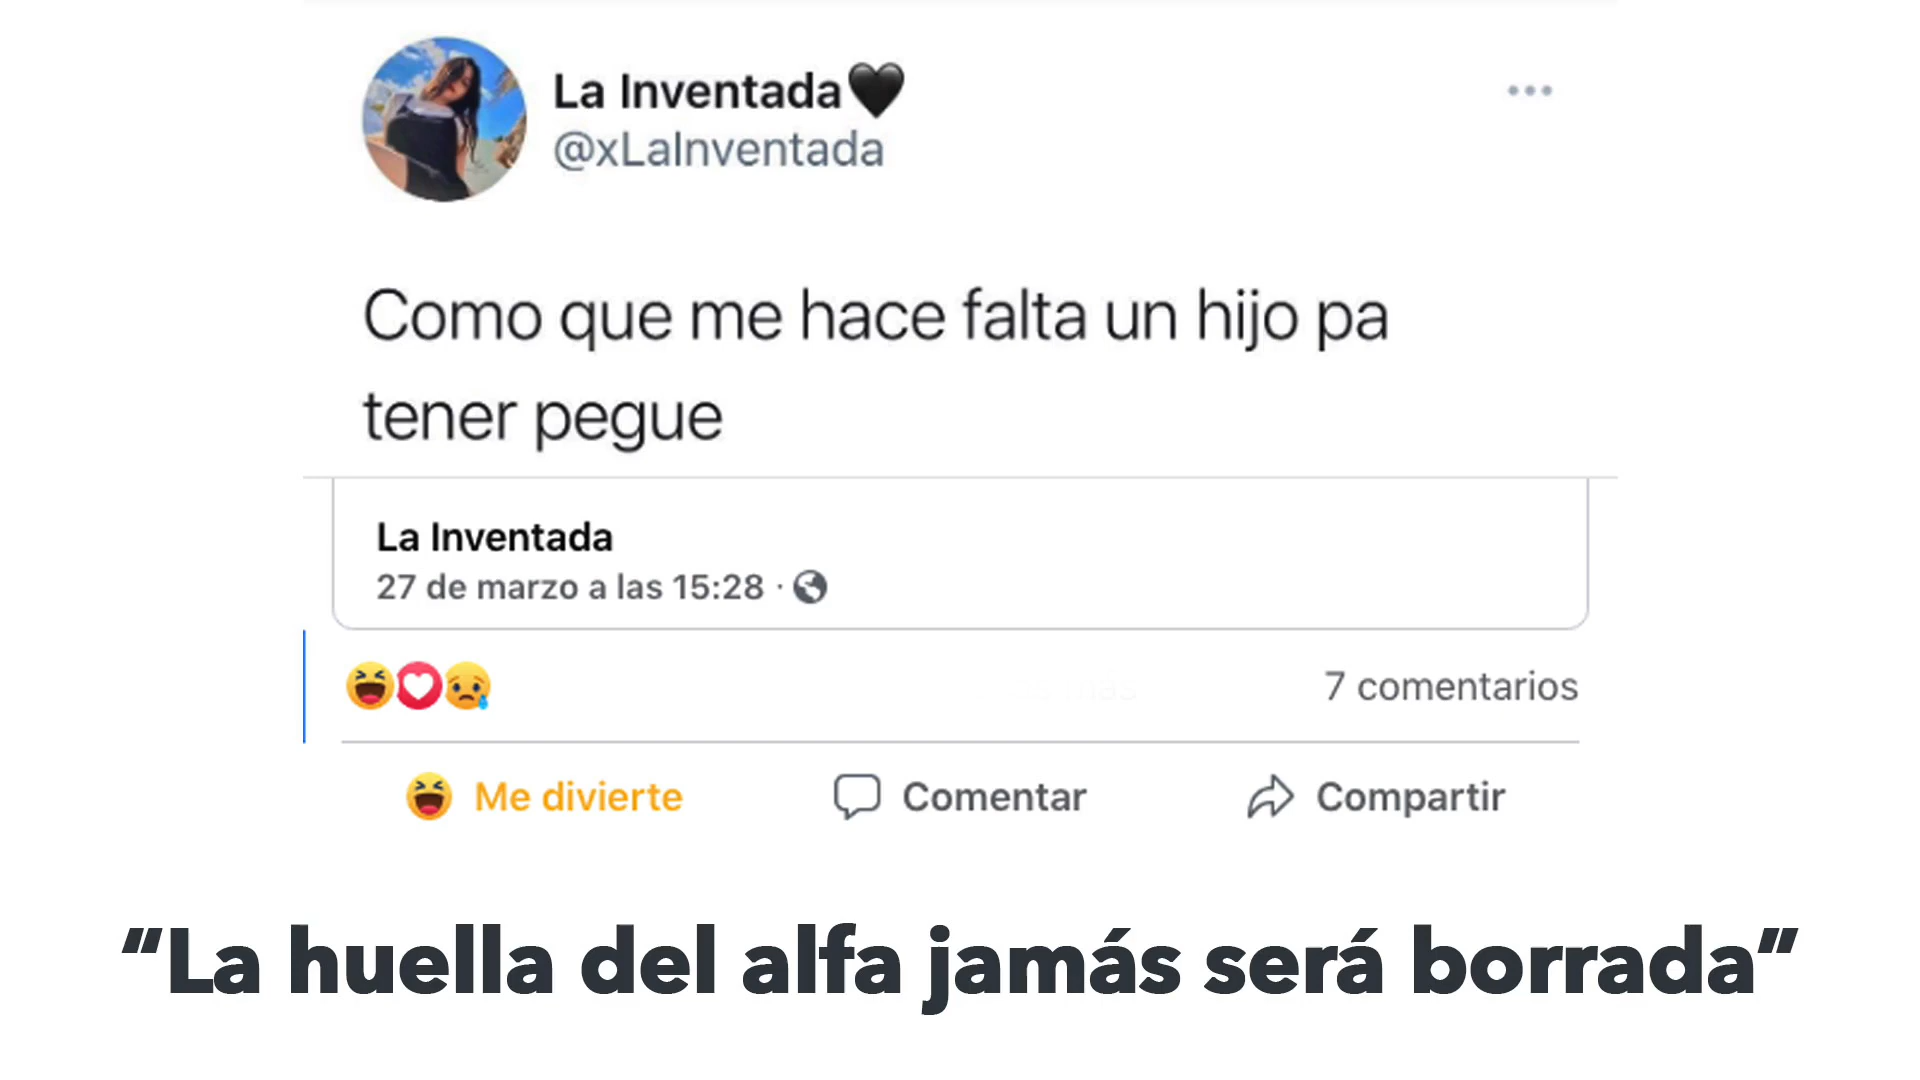 La Inventada🖤
@xLaInventada
Como que me hace falta un hijo pa
tener pegue
La Inventada
27 de marzo a las 15:28 ·
7 comentarios
Me divierte
Comentar
Compartir
“La huella del alfa jamás será borrada”